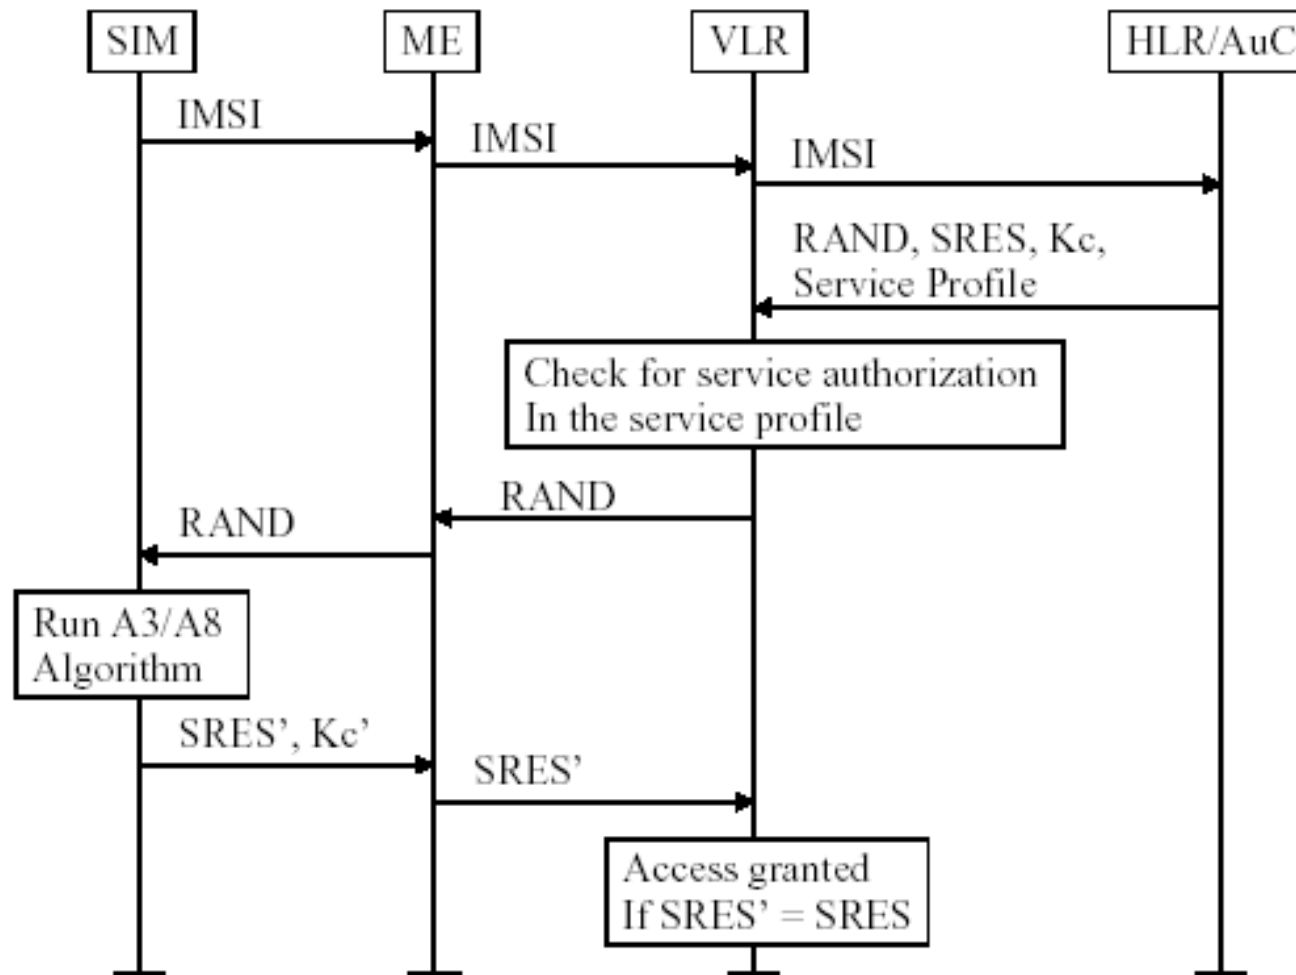 SIM
ME
VLR
HLR/AuC
IMSI
IMSI
IMSI
RAND, SRES, Kc,
Service Profile
Check for service authorization
In the service profile
RAND
RAND
Run A3/A8
Algorithm
SRES’, Kc’
SRES’
Access granted
If SRES’ = SRES